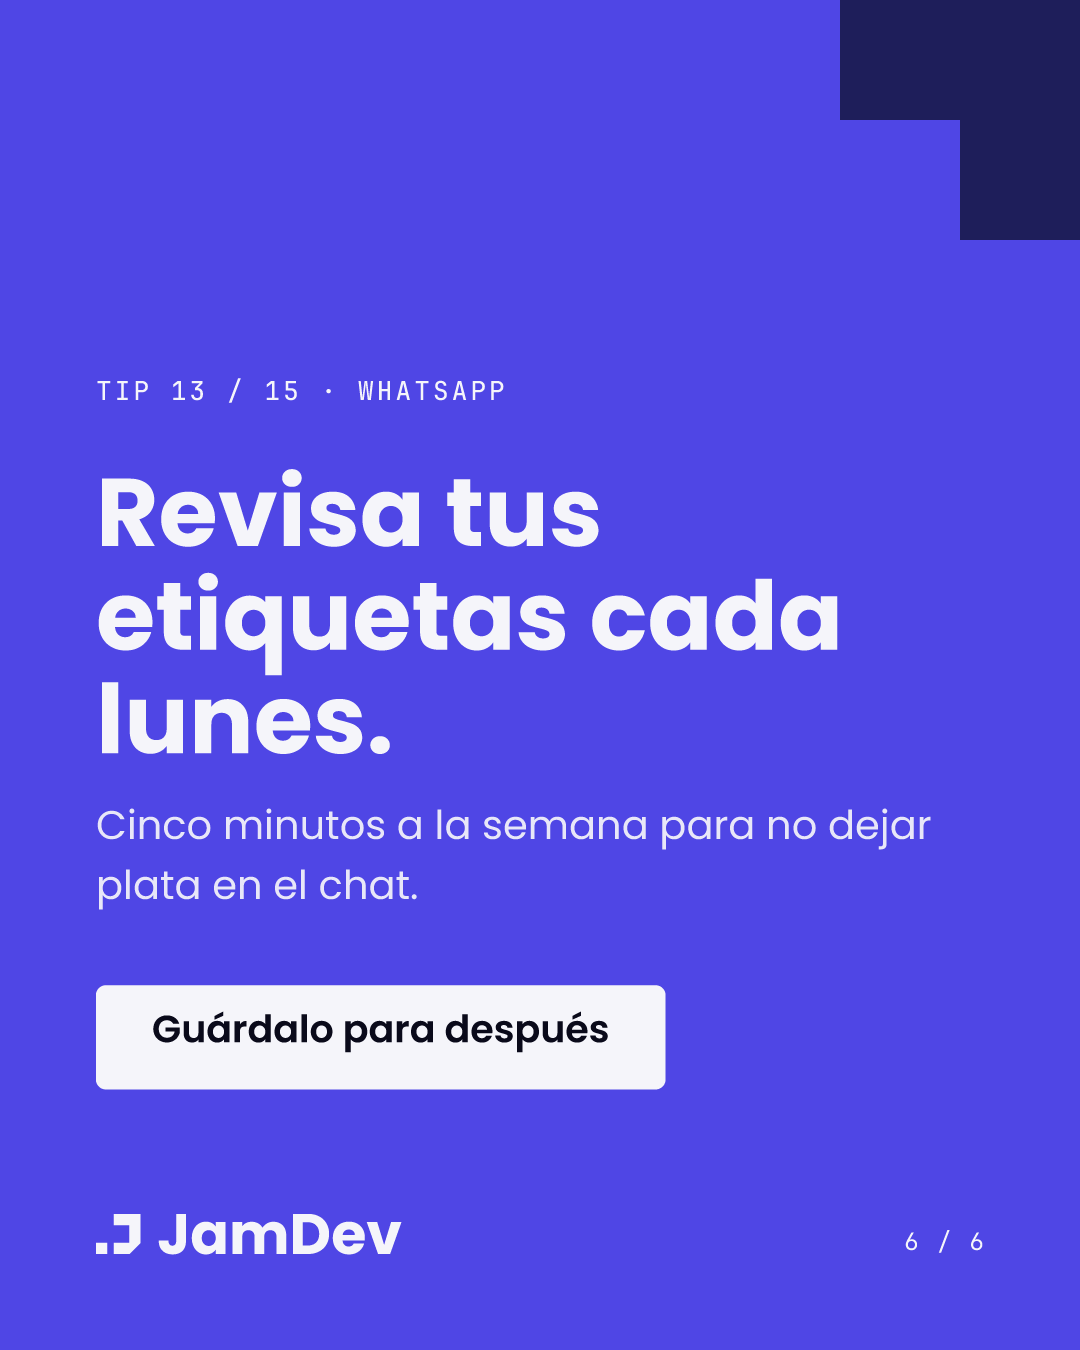 TIP 13 / 15 · WHATSAPP
Revisa tus
etiquetas cada
lunes.
Cinco minutos a la semana para no dejar
plata en el chat.
Guárdalo para después
JamDev
6 / 6